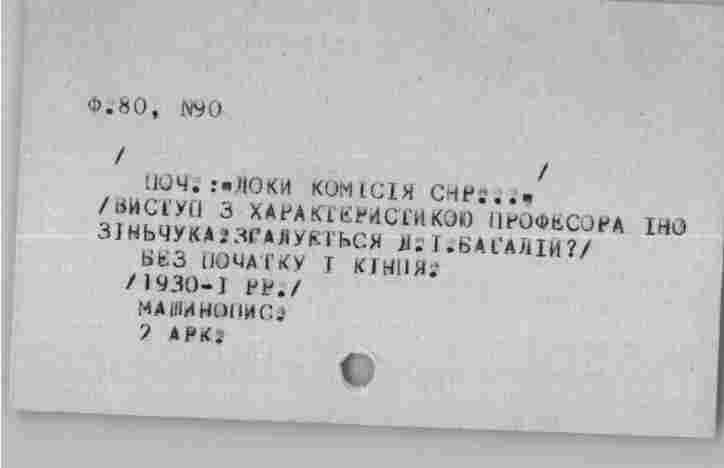 Ф.80, №90
/ /
ПОЧ.:"ДОКИ КОМІСІЯ СНР..."
/ВИСТУП З ХАРАКТЕРИСТИКОЮ ПРОФЕСОРА ІНО
ЗІНЬЧУКА.ЗГАДУЄТЬСЯ Д.І.БАГАЛІЙ?/
БЕЗ ПОЧАТКУ І КІНЦЯ.
/1930-І РР./
МАШИНОПИС.
2 АРК.